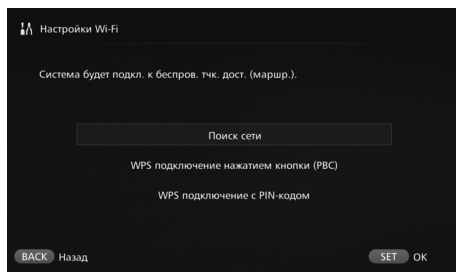 Настройки Wi-Fi
Система будет подкл. к беспров. тчк. дост. (маршр.).
Поиск сети
WPS подключение нажатием кнопки (PBC)
WPS подключение с PIN-кодом
BACK Назад SET ОК